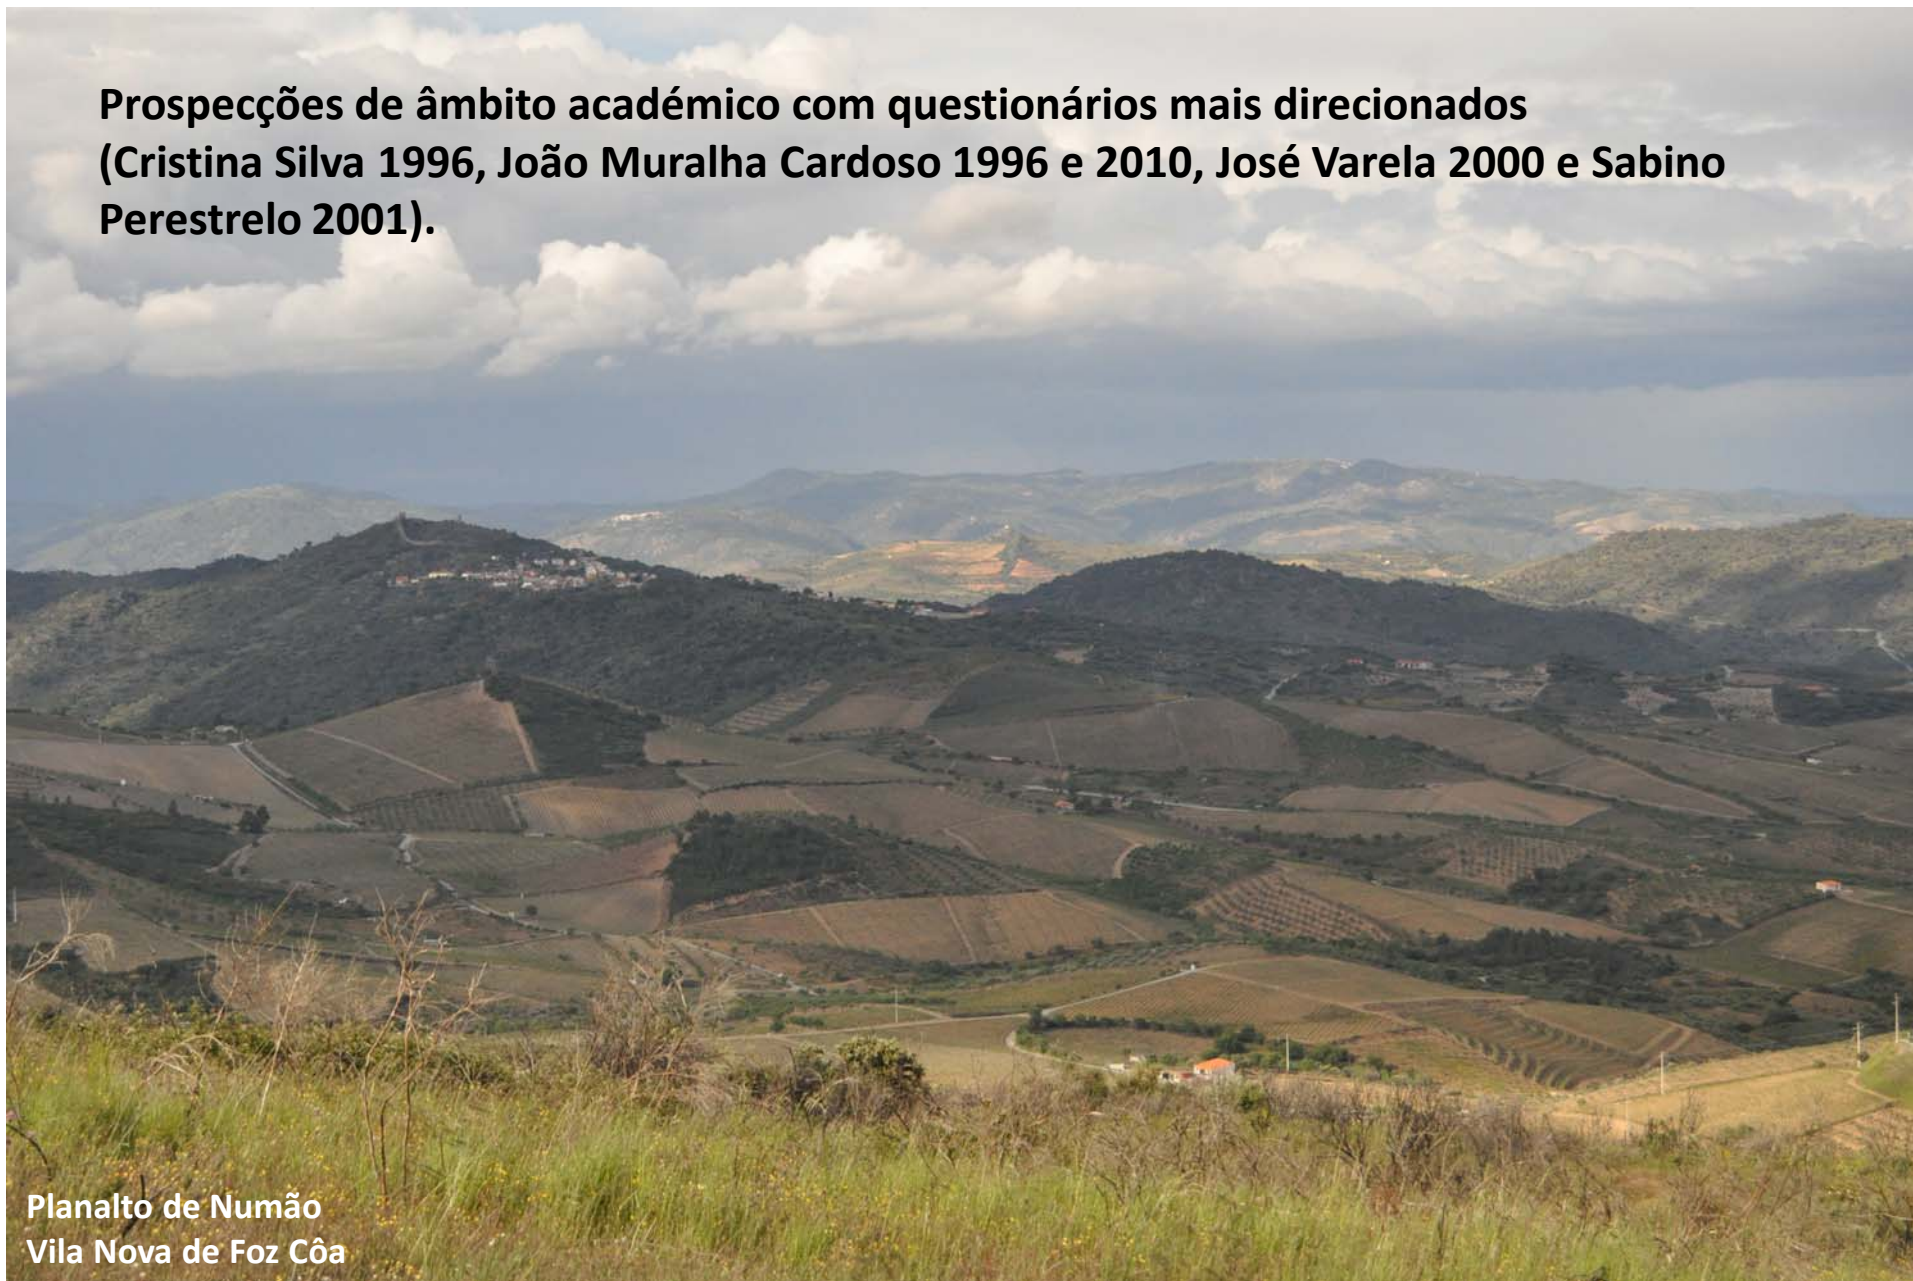 Prospecções de âmbito académico com questionários mais direcionados
(Cristina Silva 1996, João Muralha Cardoso 1996 e 2010, José Varela 2000 e Sabino
Perestrelo 2001).
Planalto de Numão
Vila Nova de Foz Côa